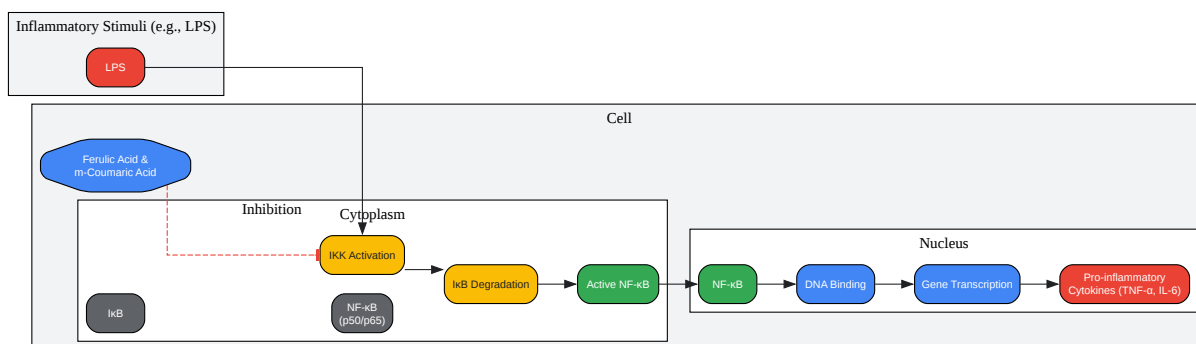 Inflammatory Stimuli (e.g., LPS)
LPS
Cell
Ferulic Acid &
m-Coumaric Acid
Inhibition
Cytoplasm
IKK Activation
IκB Degradation
Active NF-κB
IκB
NF-κB
(p50/p65)
Nucleus
NF-κB
DNA Binding
Gene Transcription
Pro-inflammatory
Cytokines (TNF-α, IL-6)